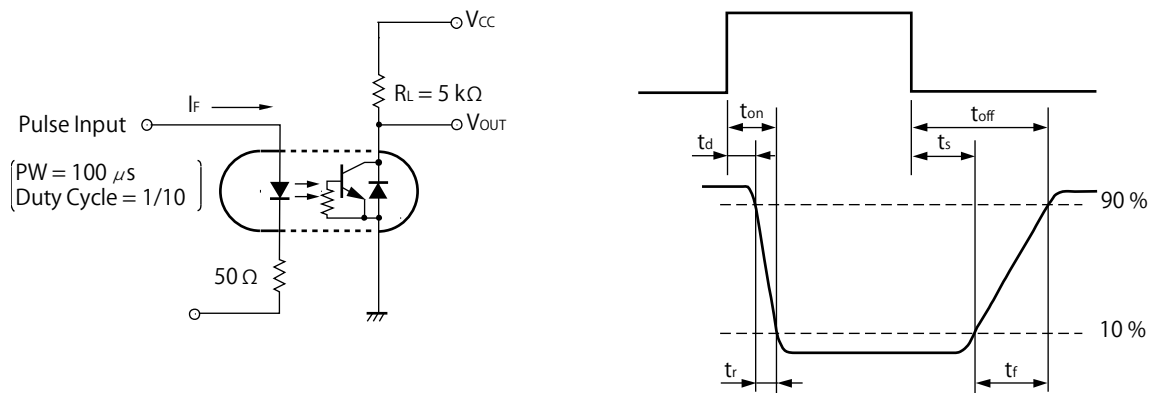 VCC
RL = 5 kΩ
IF
Pulse Input
VOUT
PW = 100 μs
Duty Cycle = 1/10
50 Ω
ton
toff
td
ts
90 %
10 %
tr
tf